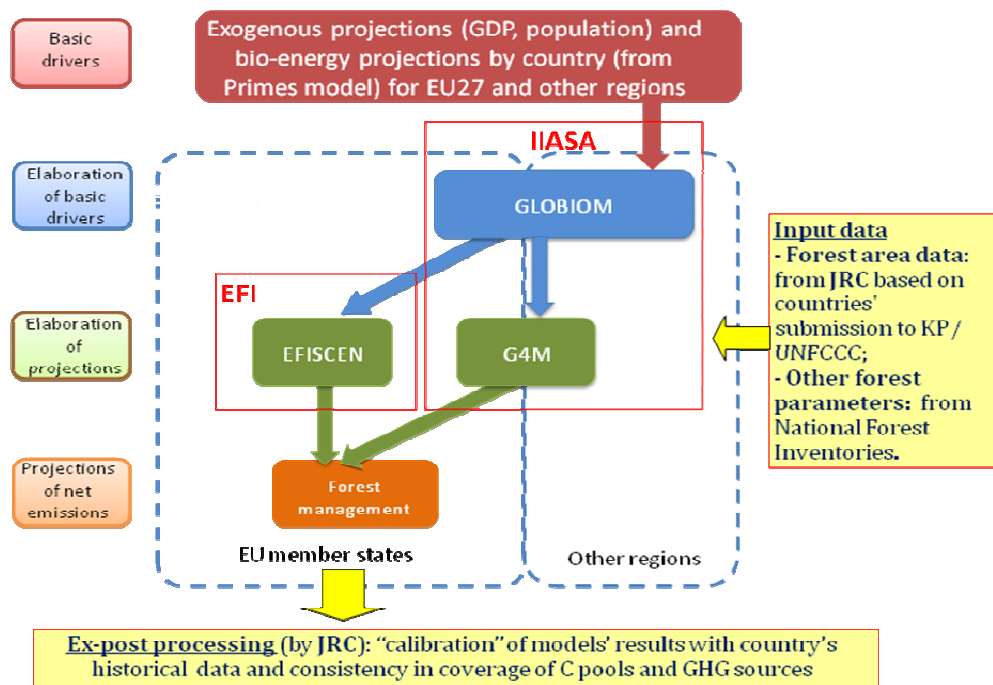 Basic
drivers
Exogenous projections (GDP, population) and
bio-energy projections by country (from
Primes model) for EU27 and other regions
IIASA
Elaboration
of basic
drivers
GLOBIOM
Input data
- Forest area data:
from JRC based on
countries’
submission to KP/
UNFCCC;
- Other forest
parameters: from
National Forest
Inventories.
EFI
Elaboration
of
projections
EFISCEN
G4M
Projections
of net
emissions
Forest
management
EU member states
Other regions
Ex-post processing (by JRC): “calibration” of models’ results with country’s
historical data and consistency in coverage of C pools and GHG sources